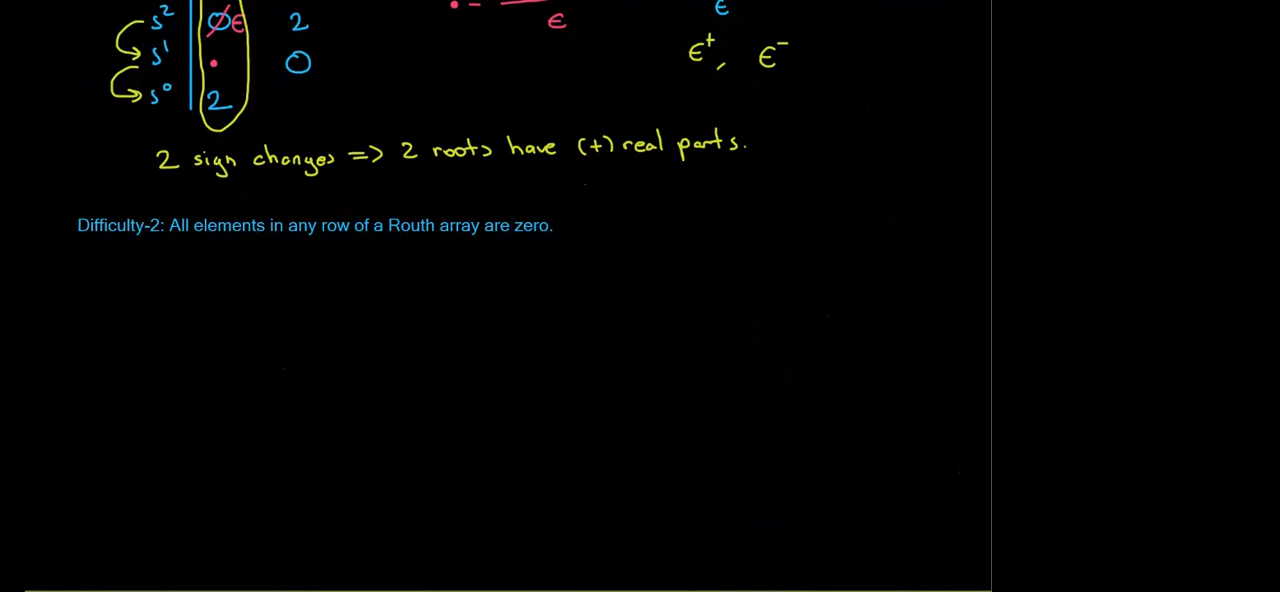 s² 0ϵ 2 • – ϵ
s¹ • 0 ϵ ϵ⁺, ϵ⁻
s⁰ 2
2 sign changes => 2 roots have (+) real parts.
Difficulty-2: All elements in any row of a Routh array are zero.